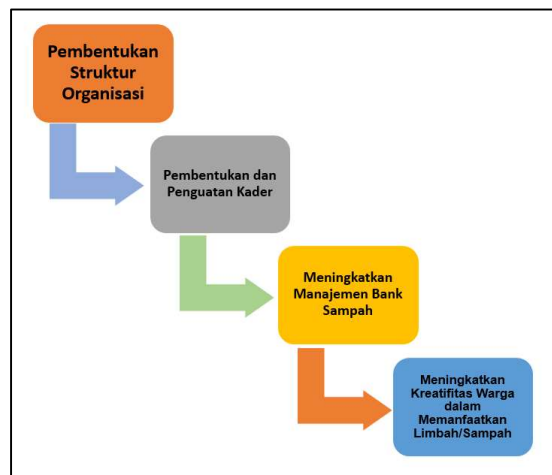 Pembentukan
Struktur
Organisasi
Pembentukan dan
Penguatan Kader
Meningkatkan
Manajemen Bank
Sampah
Meningkatkan
Kreatifitas Warga
dalam
Memanfaatkan
Limbah/Sampah